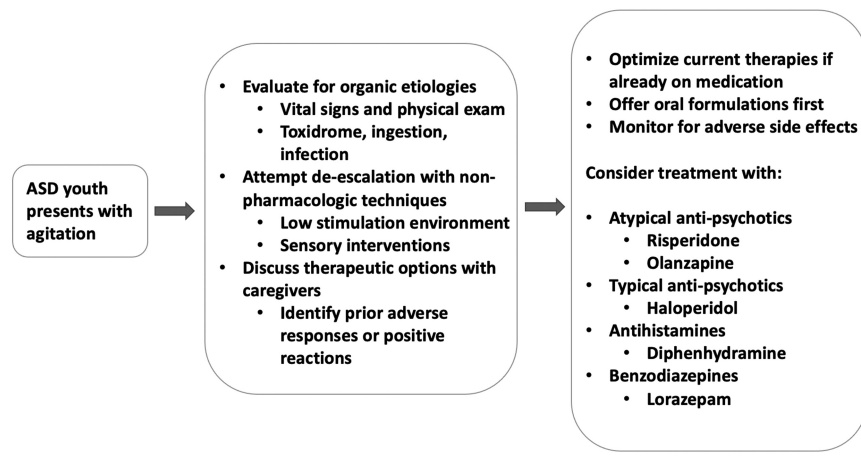 ASD youth
presents with
agitation
• Evaluate for organic etiologies
• Vital signs and physical exam
• Toxidrome, ingestion,
infection
• Attempt de-escalation with non-
pharmacologic techniques
• Low stimulation environment
• Sensory interventions
• Discuss therapeutic options with
caregivers
• Identify prior adverse
responses or positive
reactions
• Optimize current therapies if
already on medication
• Offer oral formulations first
• Monitor for adverse side effects
Consider treatment with:
• Atypical anti-psychotics
• Risperidone
• Olanzapine
• Typical anti-psychotics
• Haloperidol
• Antihistamines
• Diphenhydramine
• Benzodiazepines
• Lorazepam